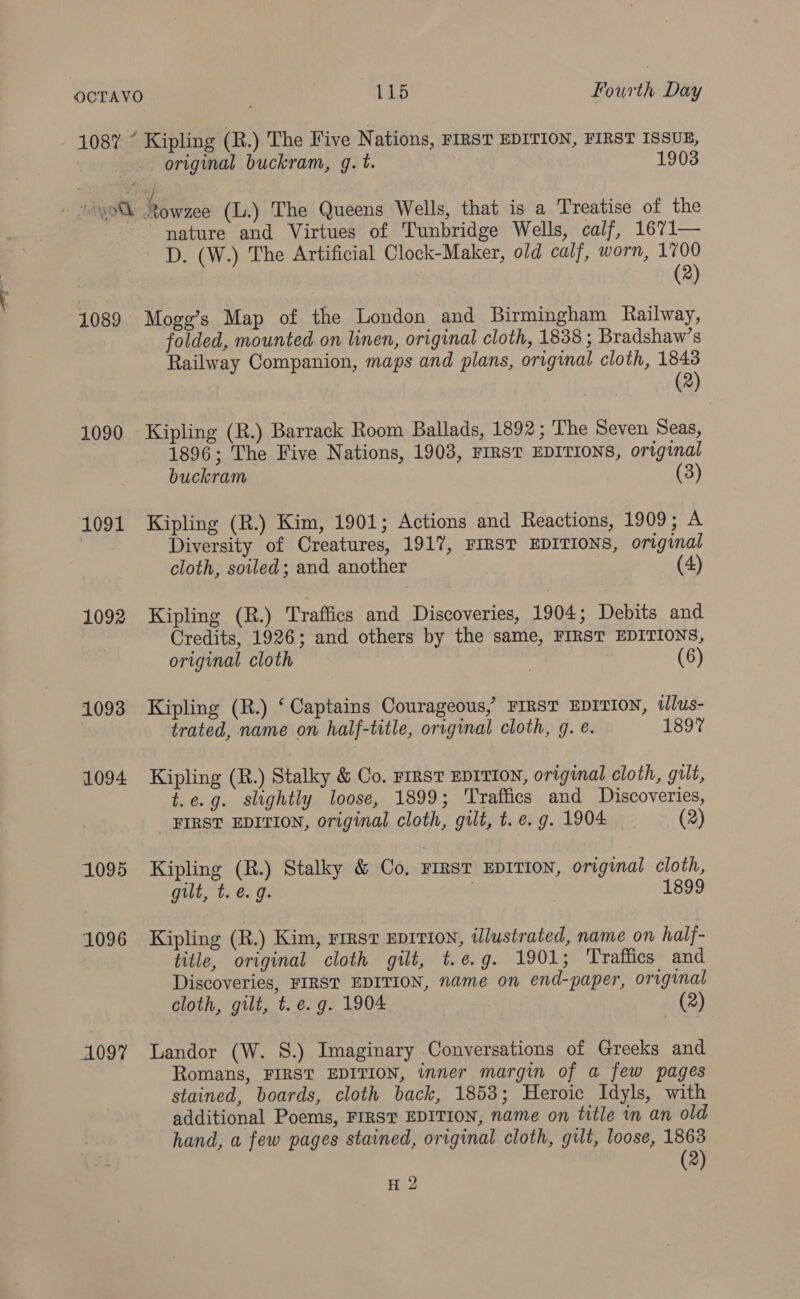 OCTAVO 115 Fourth Day
1087 Kipling (R.) The Five Nations, FIRST EDITION, FIRST ISSUE,
original buckram, g. t. 1903
Rowzee (L.) The Queens Wells, that is a Treatise of the
nature and Virtues of Tunbridge Wells, calf, 1671—
D. (W.) The Artificial Clock-Maker, old calf, worn, 1700
(2)
1089 Mogg's Map of the London and Birmingham Railway,
folded, mounted on linen, original cloth, 1838; Bradshaw's
Railway Companion, maps and plans, original cloth, 1843
(2)
1090 Kipling (R.) Barrack Room Ballads, 1892; The Seven Seas,
1896; The Five Nations, 1903, FIRST EDITIONS, original
buckram (3)
1091 Kipling (R.) Kim, 1901; Actions and Reactions, 1909; A
Diversity of Creatures, 1917, FIRST EDITIONS, original
cloth, soiled; and another (4)
1092 Kipling (R.) Traffics and Discoveries, 1904; Debits and
Credits, 1926; and others by the same, FIRST EDITIONS,
original cloth (6)
1093 Kipling (R.) ‘Captains Courageous,’ FIRST EDITION, illus-
trated, name on half-title, original cloth, g. e. 1897
1094 Kipling (R.) Stalky & Co. FIRST EDITION, original cloth, gilt,
t. e. g. slightly loose, 1899; Traffics and Discoveries,
FIRST EDITION, original cloth, gilt, t. e. g. 1904 (2)
1095 Kipling (R.) Stalky & Co. FIRST EDITION, original cloth,
gilt, t. e. g. 1899
1096 Kipling (R.) Kim, FIRST EDITION, illustrated, name on half-
title, original cloth gilt, t. e. g. 1901; Traffics and
Discoveries, FIRST EDITION, name on end-paper, original
cloth, gilt, t. e. g. 1904 (2)
1097 Landor (W. S.) Imaginary Conversations of Greeks and
Romans, FIRST EDITION, inner margin of a few pages
stained, boards, cloth back, 1853; Heroic Idyls, with
additional Poems, FIRST EDITION, name on title in an old
hand, a few pages stained, original cloth, gilt, loose, 1863
(2)
H 2